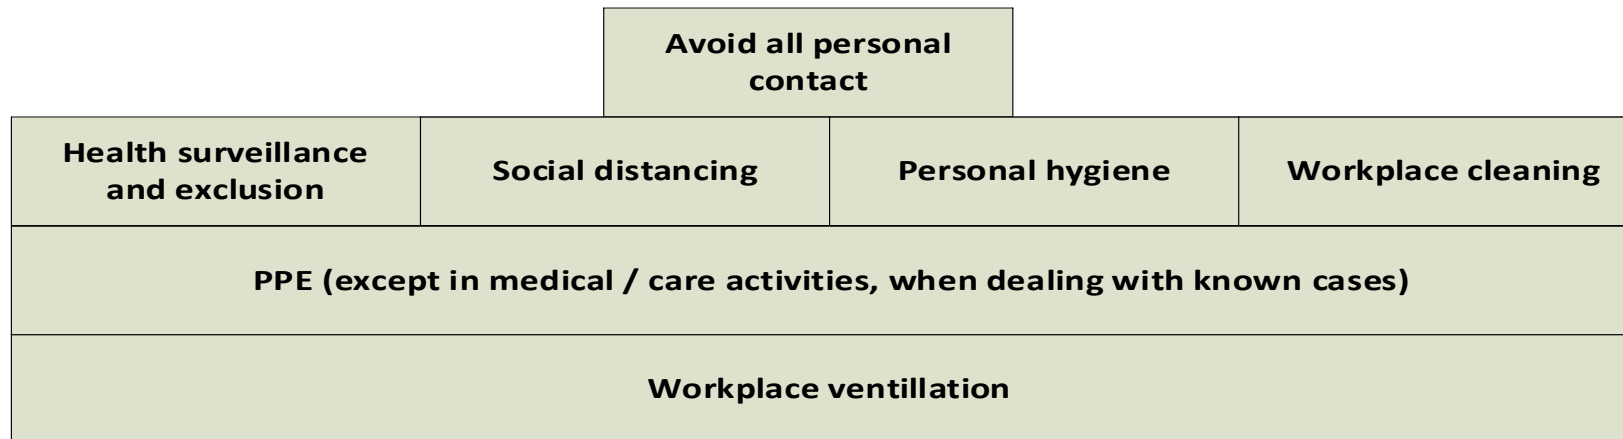 Avoid all personal
contact
Health surveillance
and exclusion
Social distancing
Personal hygiene
Workplace cleaning
PPE (except in medical / care activities, when dealing with known cases)
Workplace ventillation